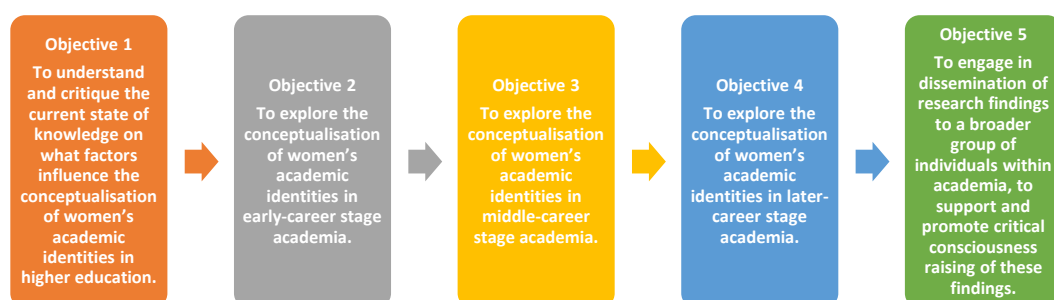 Objective 1
To understand
and critique the
current state of
knowledge on
what factors
influence the
conceptualisation
of women's
academic
identities in
higher education.
Objective 2
To explore the
conceptualisation
of women's
academic
identities in
early-career stage
academia.
Objective 3
To explore the
conceptualisation
of women's
academic
identities in
middle-career
stage academia.
Objective 4
To explore the
conceptualisation
of women's
academic
identities in later-
career stage
academia.
Objective 5
To engage in
dissemination of
research findings
to a broader
group of
individuals within
academia, to
support and
promote critical
consciousness
raising of these
findings.